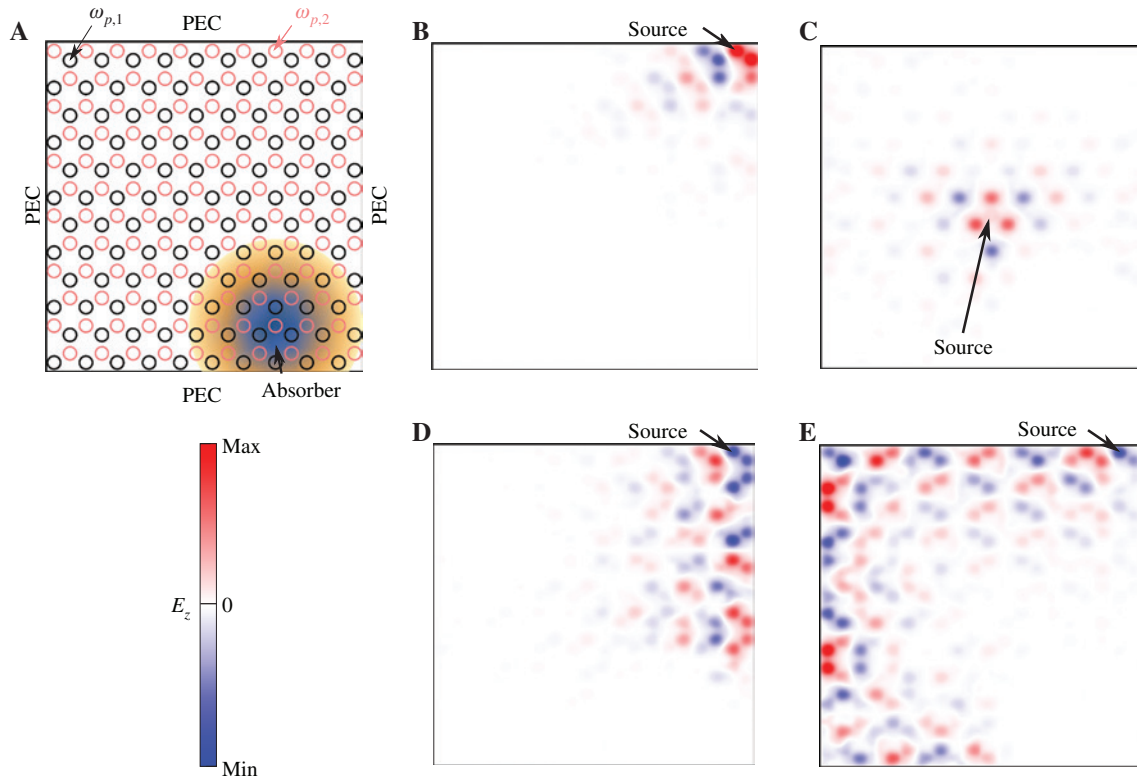 A
ω_{p,1}
PEC
ω_{p,2}
PEC
PEC
PEC
Absorber
B
Source
C
Source
Max
E_z
0
Min
D
Source
E
Source